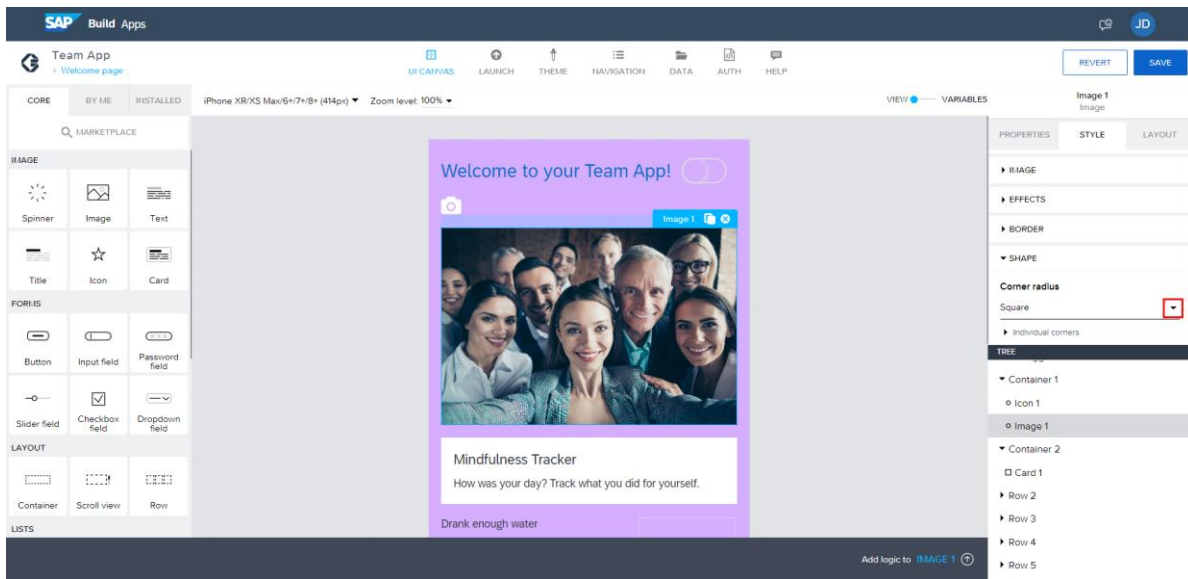 SAP Build Apps
JD
Team App
Welcome page
UI CANVAS LAUNCH THEME NAVIGATION DATA AUTH HELP
REVERT SAVE
CORE BY ME INSTALLED
iPhone XR/XS Max/6+/7+/8+ (414px) Zoom level: 100%
VIEW VARIABLES
Image 1
Image
MARKETPLACE
PROPERTIES STYLE LAYOUT
IMAGE
Spinner Image Text
Title Icon Card
FORMS
Button Input field Password field
Slider field Checkbox field Dropdown field
LAYOUT
Container Scroll view Row
LISTS
Welcome to your Team App!
Image 1
Mindfulness Tracker
How was your day? Track what you did for yourself.
Drank enough water
Add logic to IMAGE 1
IMAGE
EFFECTS
BORDER
SHAPE
Corner radius
Square
Individual corners
TREE
Container 1
Icon 1
Image 1
Container 2
Card 1
Row 2
Row 3
Row 4
Row 5